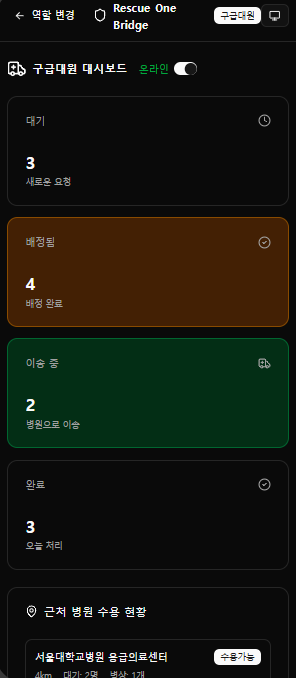 역할 변경
Rescue One
Bridge
구급대원
구급대원 대시보드 온라인
대기
3
새로운 요청
배정됨
4
배정 완료
이송 중
2
병원으로 이송
완료
3
오늘 처리
근처 병원 수용 현황
서울대학교병원 응급의료센터 수용가능
4km 대기: 2명 병상: 1개